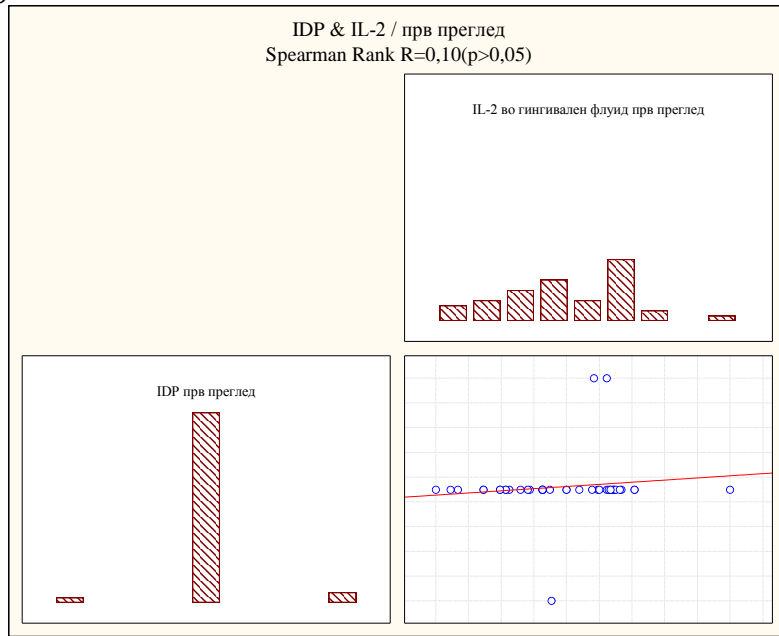 IDP & IL-2 / прв преглед
Spearman Rank R=0,10(p>0,05)
IL-2 во гингивален флуид прв преглед
IDP прв преглед